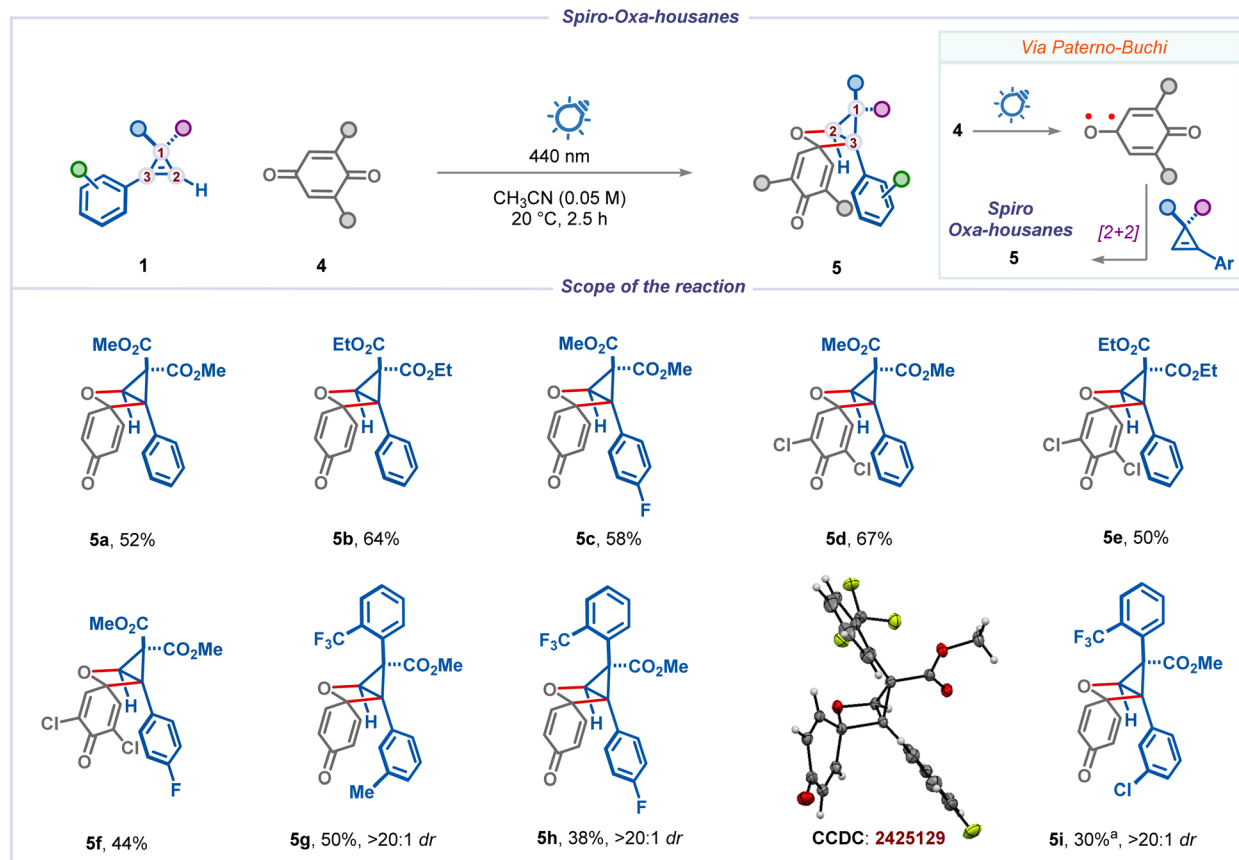 Spiro-Oxa-housanes
Via Paterno-Buchi
1
3
2
H
1
O
O
4
440 nm
CH₃CN (0.05 M)
20 °C, 2.5 h
1
2
3
O
H
O
5
4
O
O
Spiro
Oxa-housanes
5
[2+2]
Ar
Scope of the reaction
MeO₂C
CO₂Me
O
H
O
5a, 52%
EtO₂C
CO₂Et
O
H
O
5b, 64%
MeO₂C
CO₂Me
O
H
O
F
5c, 58%
MeO₂C
CO₂Me
O
H
Cl
Cl
O
5d, 67%
EtO₂C
CO₂Et
O
H
Cl
Cl
O
5e, 50%
MeO₂C
CO₂Me
O
H
Cl
Cl
O
F
5f, 44%
F₃C
CO₂Me
O
H
O
Me
5g, 50%, >20:1 dr
F₃C
CO₂Me
O
H
O
F
5h, 38%, >20:1 dr
CCDC: 2425129
F₃C
CO₂Me
O
H
O
Cl
5i, 30%ᵃ, >20:1 dr